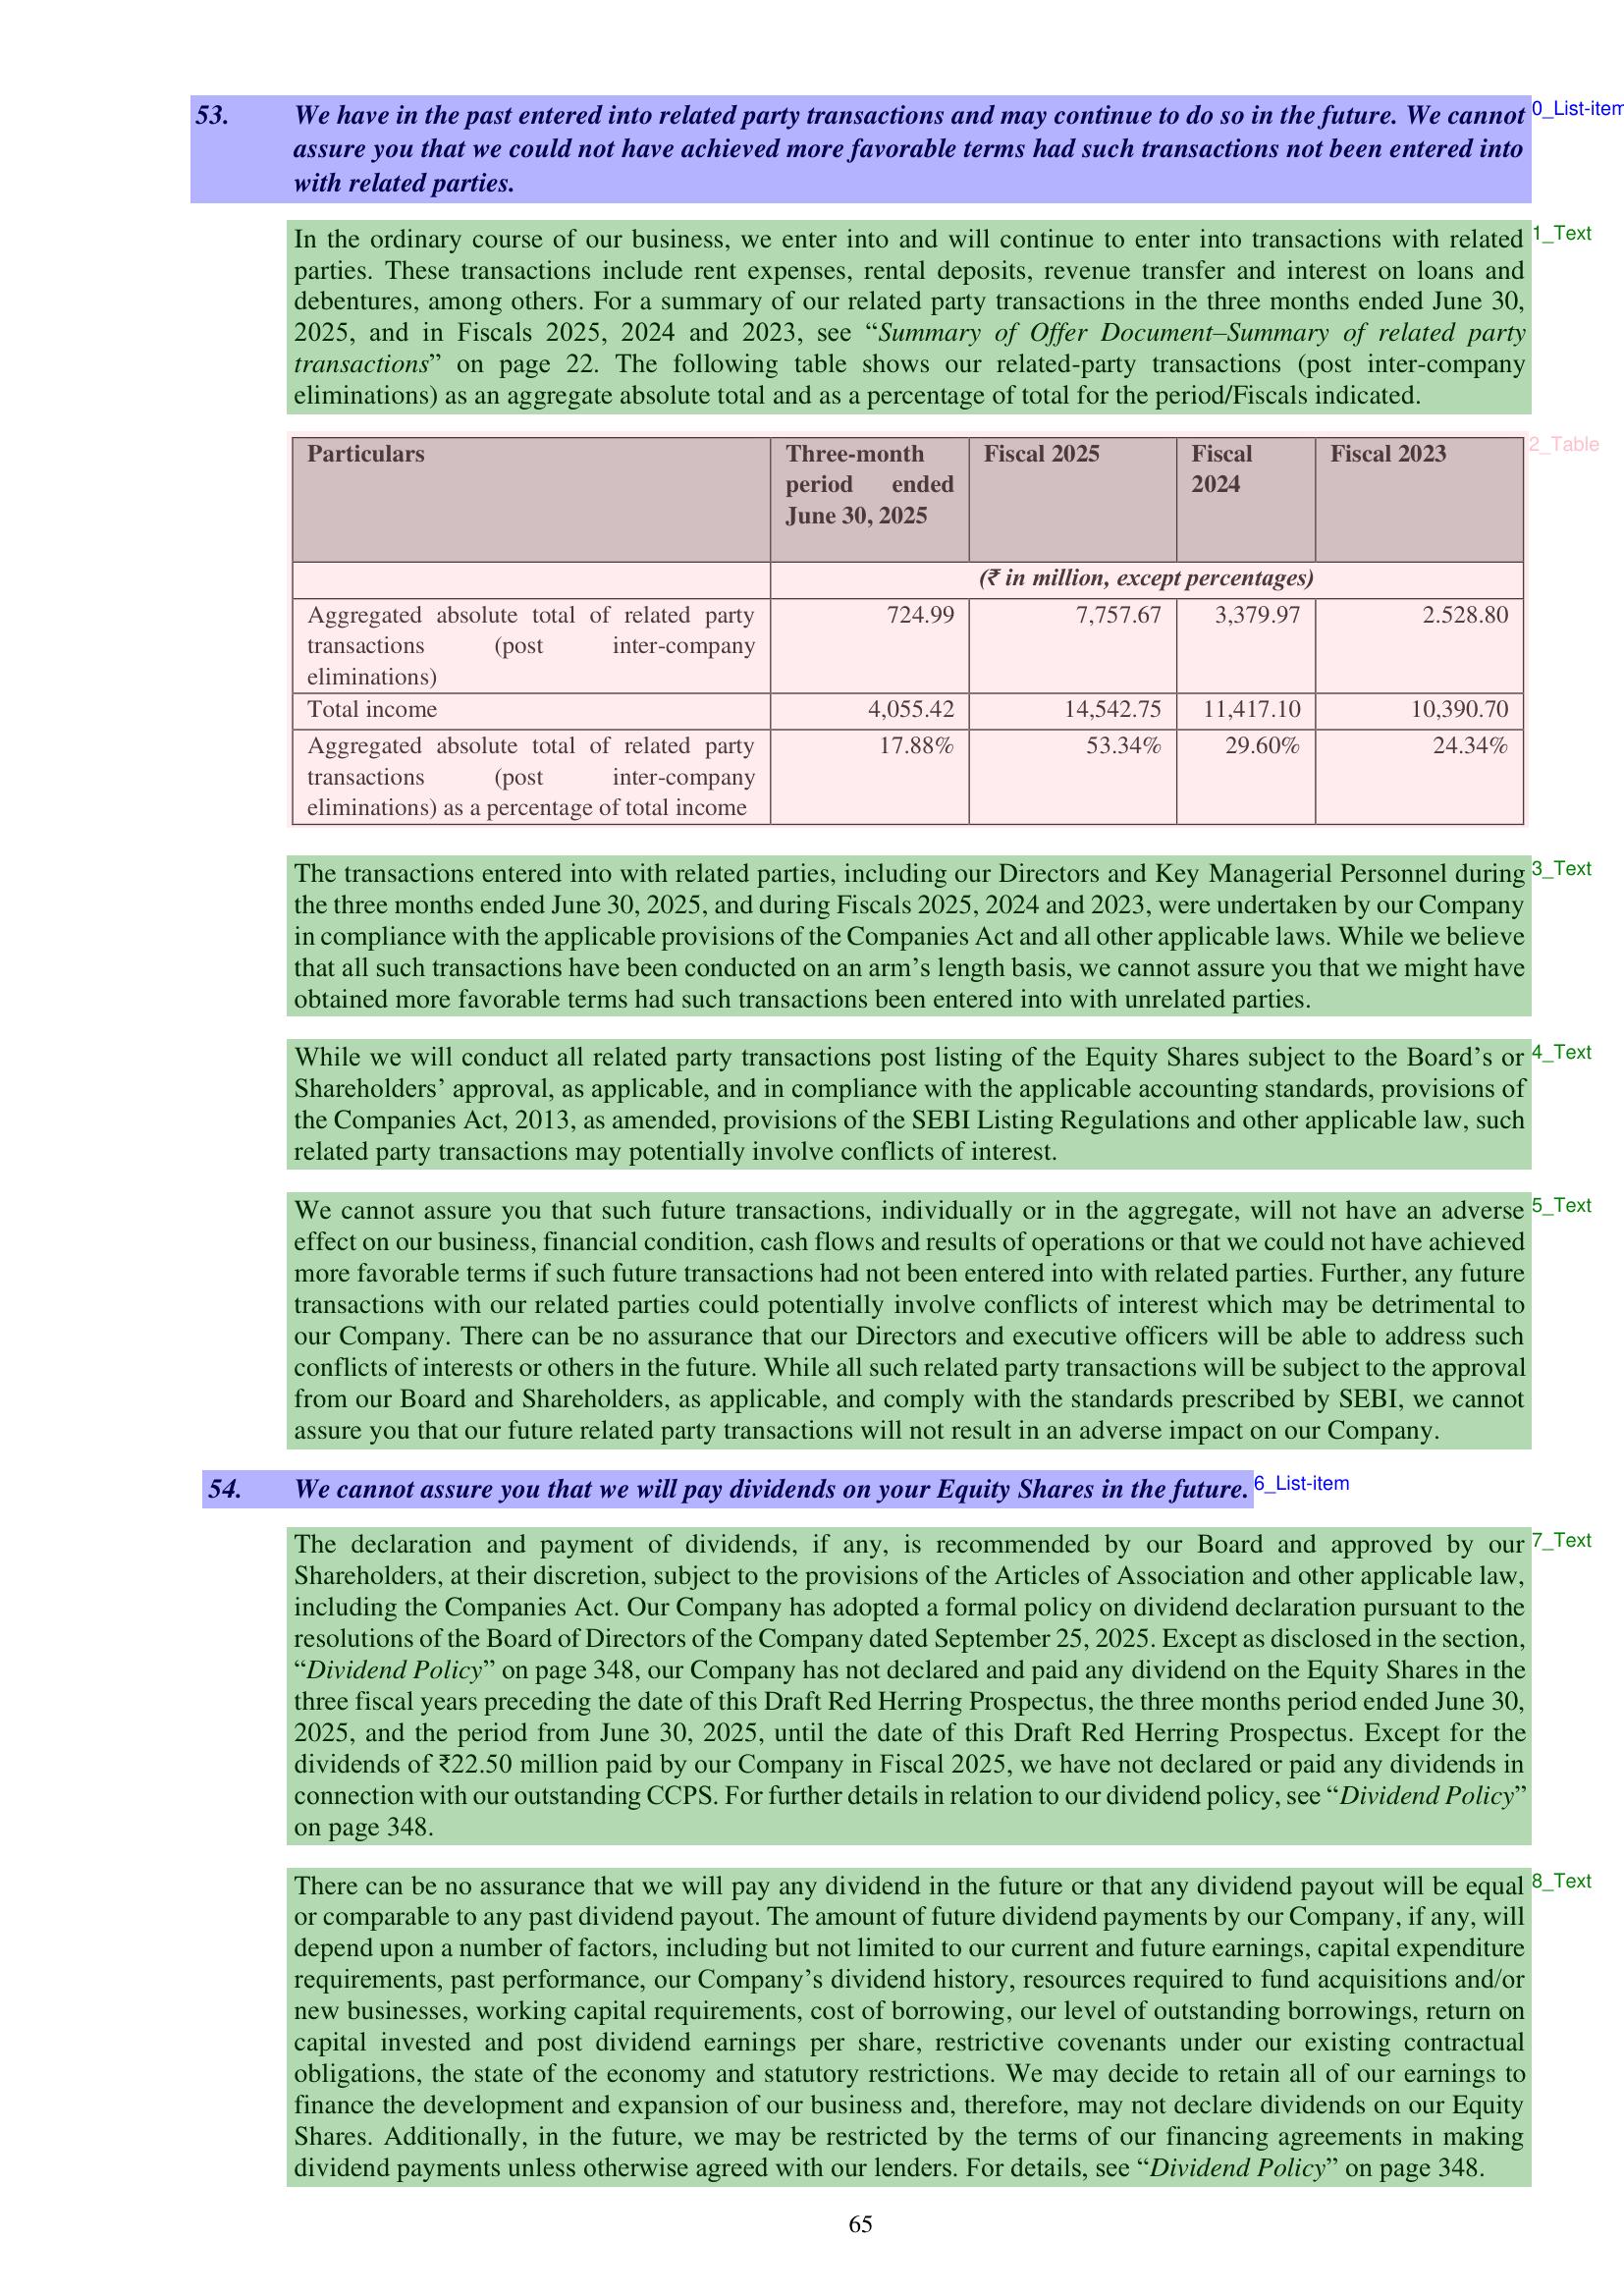 53. We have in the past entered into related party transactions and may continue to do so in the future. We cannot
0_List-item
assure you that we could not have achieved more favorable terms had such transactions not been entered into
with related parties.
In the ordinary course of our business, we enter into and will continue to enter into transactions with related
1_Text
parties. These transactions include rent expenses, rental deposits, revenue transfer and interest on loans and
debentures, among others. For a summary of our related party transactions in the three months ended June 30,
2025, and in Fiscals 2025, 2024 and 2023, see “Summary of Offer Document–Summary of related party
transactions” on page 22. The following table shows our related-party transactions (post inter-company
eliminations) as an aggregate absolute total and as a percentage of total for the period/Fiscals indicated.
2_Table
Particulars Three-month Fiscal 2025 Fiscal Fiscal 2023
period ended 2024
June 30, 2025
(₹ in million, except percentages)
Aggregated absolute total of related party 724.99 7,757.67 3,379.97 2.528.80
transactions (post inter-company
eliminations)
Total income 4,055.42 14,542.75 11,417.10 10,390.70
Aggregated absolute total of related party 17.88% 53.34% 29.60% 24.34%
transactions (post inter-company
eliminations) as a percentage of total income
The transactions entered into with related parties, including our Directors and Key Managerial Personnel during
3_Text
the three months ended June 30, 2025, and during Fiscals 2025, 2024 and 2023, were undertaken by our Company
in compliance with the applicable provisions of the Companies Act and all other applicable laws. While we believe
that all such transactions have been conducted on an arm’s length basis, we cannot assure you that we might have
obtained more favorable terms had such transactions been entered into with unrelated parties.
While we will conduct all related party transactions post listing of the Equity Shares subject to the Board’s or
4_Text
Shareholders’ approval, as applicable, and in compliance with the applicable accounting standards, provisions of
the Companies Act, 2013, as amended, provisions of the SEBI Listing Regulations and other applicable law, such
related party transactions may potentially involve conflicts of interest.
We cannot assure you that such future transactions, individually or in the aggregate, will not have an adverse
5_Text
effect on our business, financial condition, cash flows and results of operations or that we could not have achieved
more favorable terms if such future transactions had not been entered into with related parties. Further, any future
transactions with our related parties could potentially involve conflicts of interest which may be detrimental to
our Company. There can be no assurance that our Directors and executive officers will be able to address such
conflicts of interests or others in the future. While all such related party transactions will be subject to the approval
from our Board and Shareholders, as applicable, and comply with the standards prescribed by SEBI, we cannot
assure you that our future related party transactions will not result in an adverse impact on our Company.
54. We cannot assure you that we will pay dividends on your Equity Shares in the future.
6_List-item
The declaration and payment of dividends, if any, is recommended by our Board and approved by our
7_Text
Shareholders, at their discretion, subject to the provisions of the Articles of Association and other applicable law,
including the Companies Act. Our Company has adopted a formal policy on dividend declaration pursuant to the
resolutions of the Board of Directors of the Company dated September 25, 2025. Except as disclosed in the section,
“Dividend Policy” on page 348, our Company has not declared and paid any dividend on the Equity Shares in the
three fiscal years preceding the date of this Draft Red Herring Prospectus, the three months period ended June 30,
2025, and the period from June 30, 2025, until the date of this Draft Red Herring Prospectus. Except for the
dividends of ₹22.50 million paid by our Company in Fiscal 2025, we have not declared or paid any dividends in
connection with our outstanding CCPS. For further details in relation to our dividend policy, see “Dividend Policy”
on page 348.
There can be no assurance that we will pay any dividend in the future or that any dividend payout will be equal
8_Text
or comparable to any past dividend payout. The amount of future dividend payments by our Company, if any, will
depend upon a number of factors, including but not limited to our current and future earnings, capital expenditure
requirements, past performance, our Company’s dividend history, resources required to fund acquisitions and/or
new businesses, working capital requirements, cost of borrowing, our level of outstanding borrowings, return on
capital invested and post dividend earnings per share, restrictive covenants under our existing contractual
obligations, the state of the economy and statutory restrictions. We may decide to retain all of our earnings to
finance the development and expansion of our business and, therefore, may not declare dividends on our Equity
Shares. Additionally, in the future, we may be restricted by the terms of our financing agreements in making
dividend payments unless otherwise agreed with our lenders. For details, see “Dividend Policy” on page 348.
65